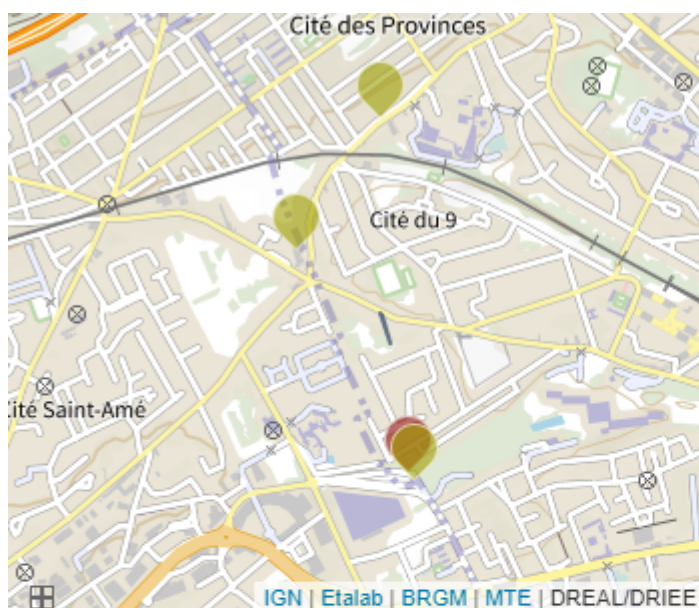 Cité des Provinces
Cité du 9
Cité Saint-Amé
IGN | Etalab | BRGM | MTE | DREAL/DRIEE